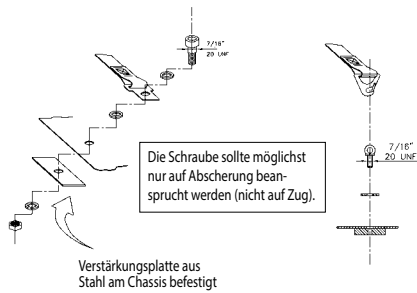 7/16"
20 UNF
7/16"
20 UNF
Die Schraube sollte möglichst
nur auf Abscherung bean-
sprucht werden (nicht auf Zug).
Verstärkungsplatte aus
Stahl am Chassis befestigt